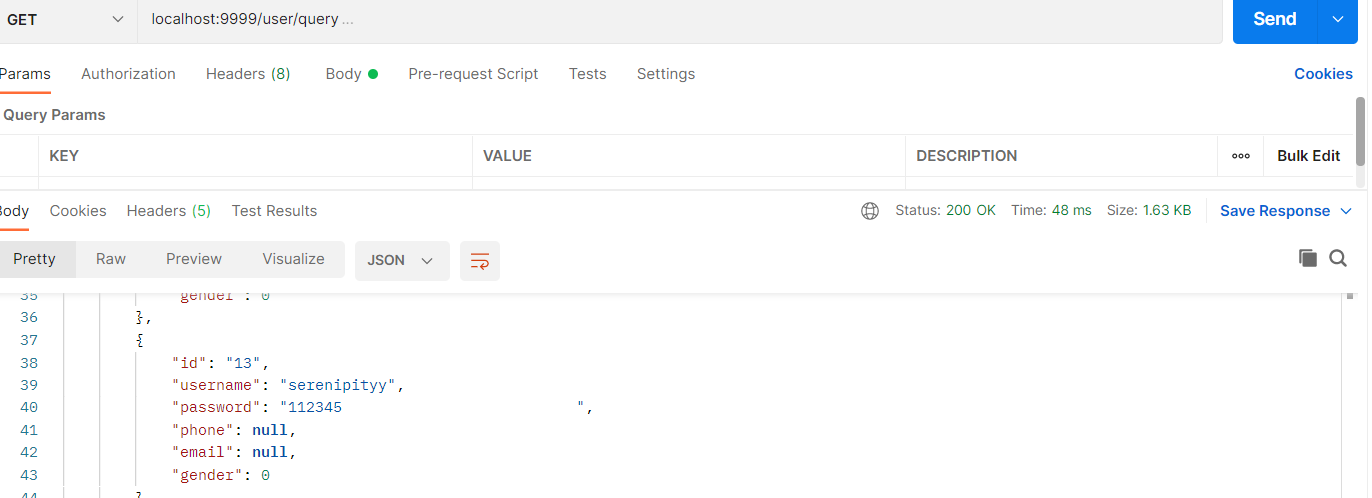 GET localhost:9999/user/query ... Send
Params Authorization Headers (8) Body Pre-request Script Tests Settings Cookies
Query Params
KEY VALUE DESCRIPTION ooo Bulk Edit
Body Cookies Headers (5) Test Results Status: 200 OK Time: 48 ms Size: 1.63 KB Save Response
Pretty Raw Preview Visualize JSON
35 "gender": 0
36 },
37 {
38 "id": "13",
39 "username": "serenipityy",
40 "password": "112345                          ",
41 "phone": null,
42 "email": null,
43 "gender": 0
44 }